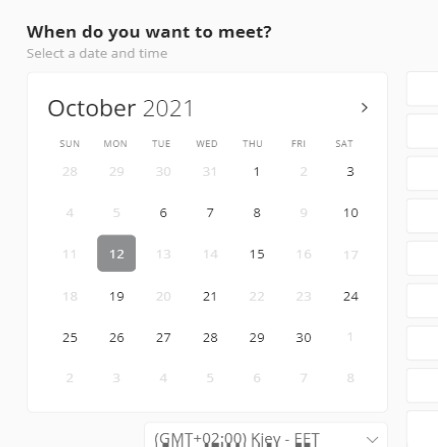 When do you want to meet?
Select a date and time
October 2021 >
SUN MON TUE WED THU FRI SAT
28 29 30 31 1 2 3
4 5 6 7 8 9 10
11 12 13 14 15 16 17
18 19 20 21 22 23 24
25 26 27 28 29 30 1
2 3 4 5 6 7 8
(GMT+02:00) Kiev - EET